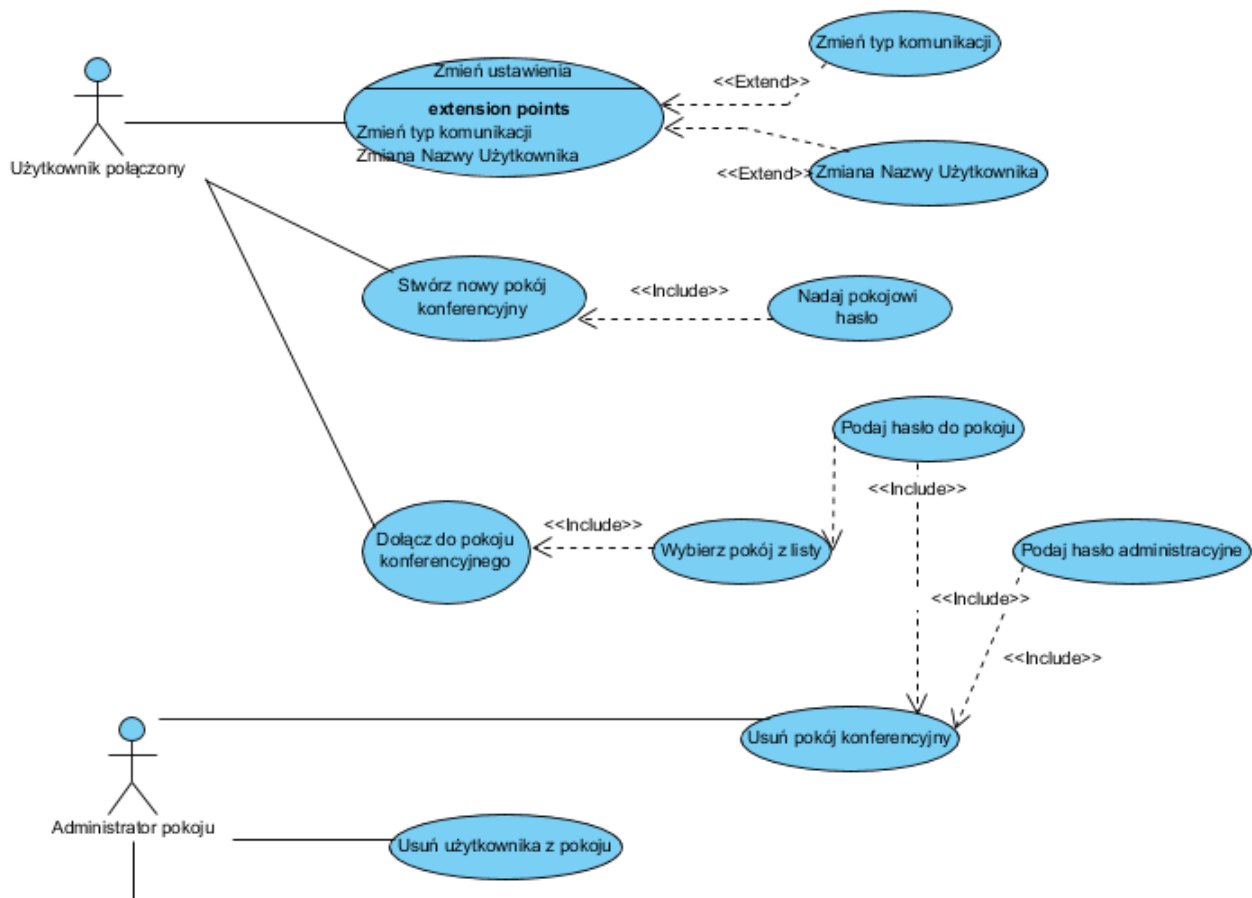 Zmień typ komunikacji
Zmień ustawienia
<<Extend>>
extension points
Zmień typ komunikacji
Zmiana Nazwy Użytkownika
Użytkownik połączony
<<Extend>>
Zmiana Nazwy Użytkownika
Stwórz nowy pokój
konferencyjny
<<Include>>
Nadaj pokojowi
hasło
Podaj hasło do pokoju
<<Include>>
Dołącz do pokoju
konferencyjnego
<<Include>>
Wybierz pokój z listy
Podaj hasło administracyjne
<<Include>>
<<Include>>
Usuń pokój konferencyjny
Administrator pokoju
Usuń użytkownika z pokoju